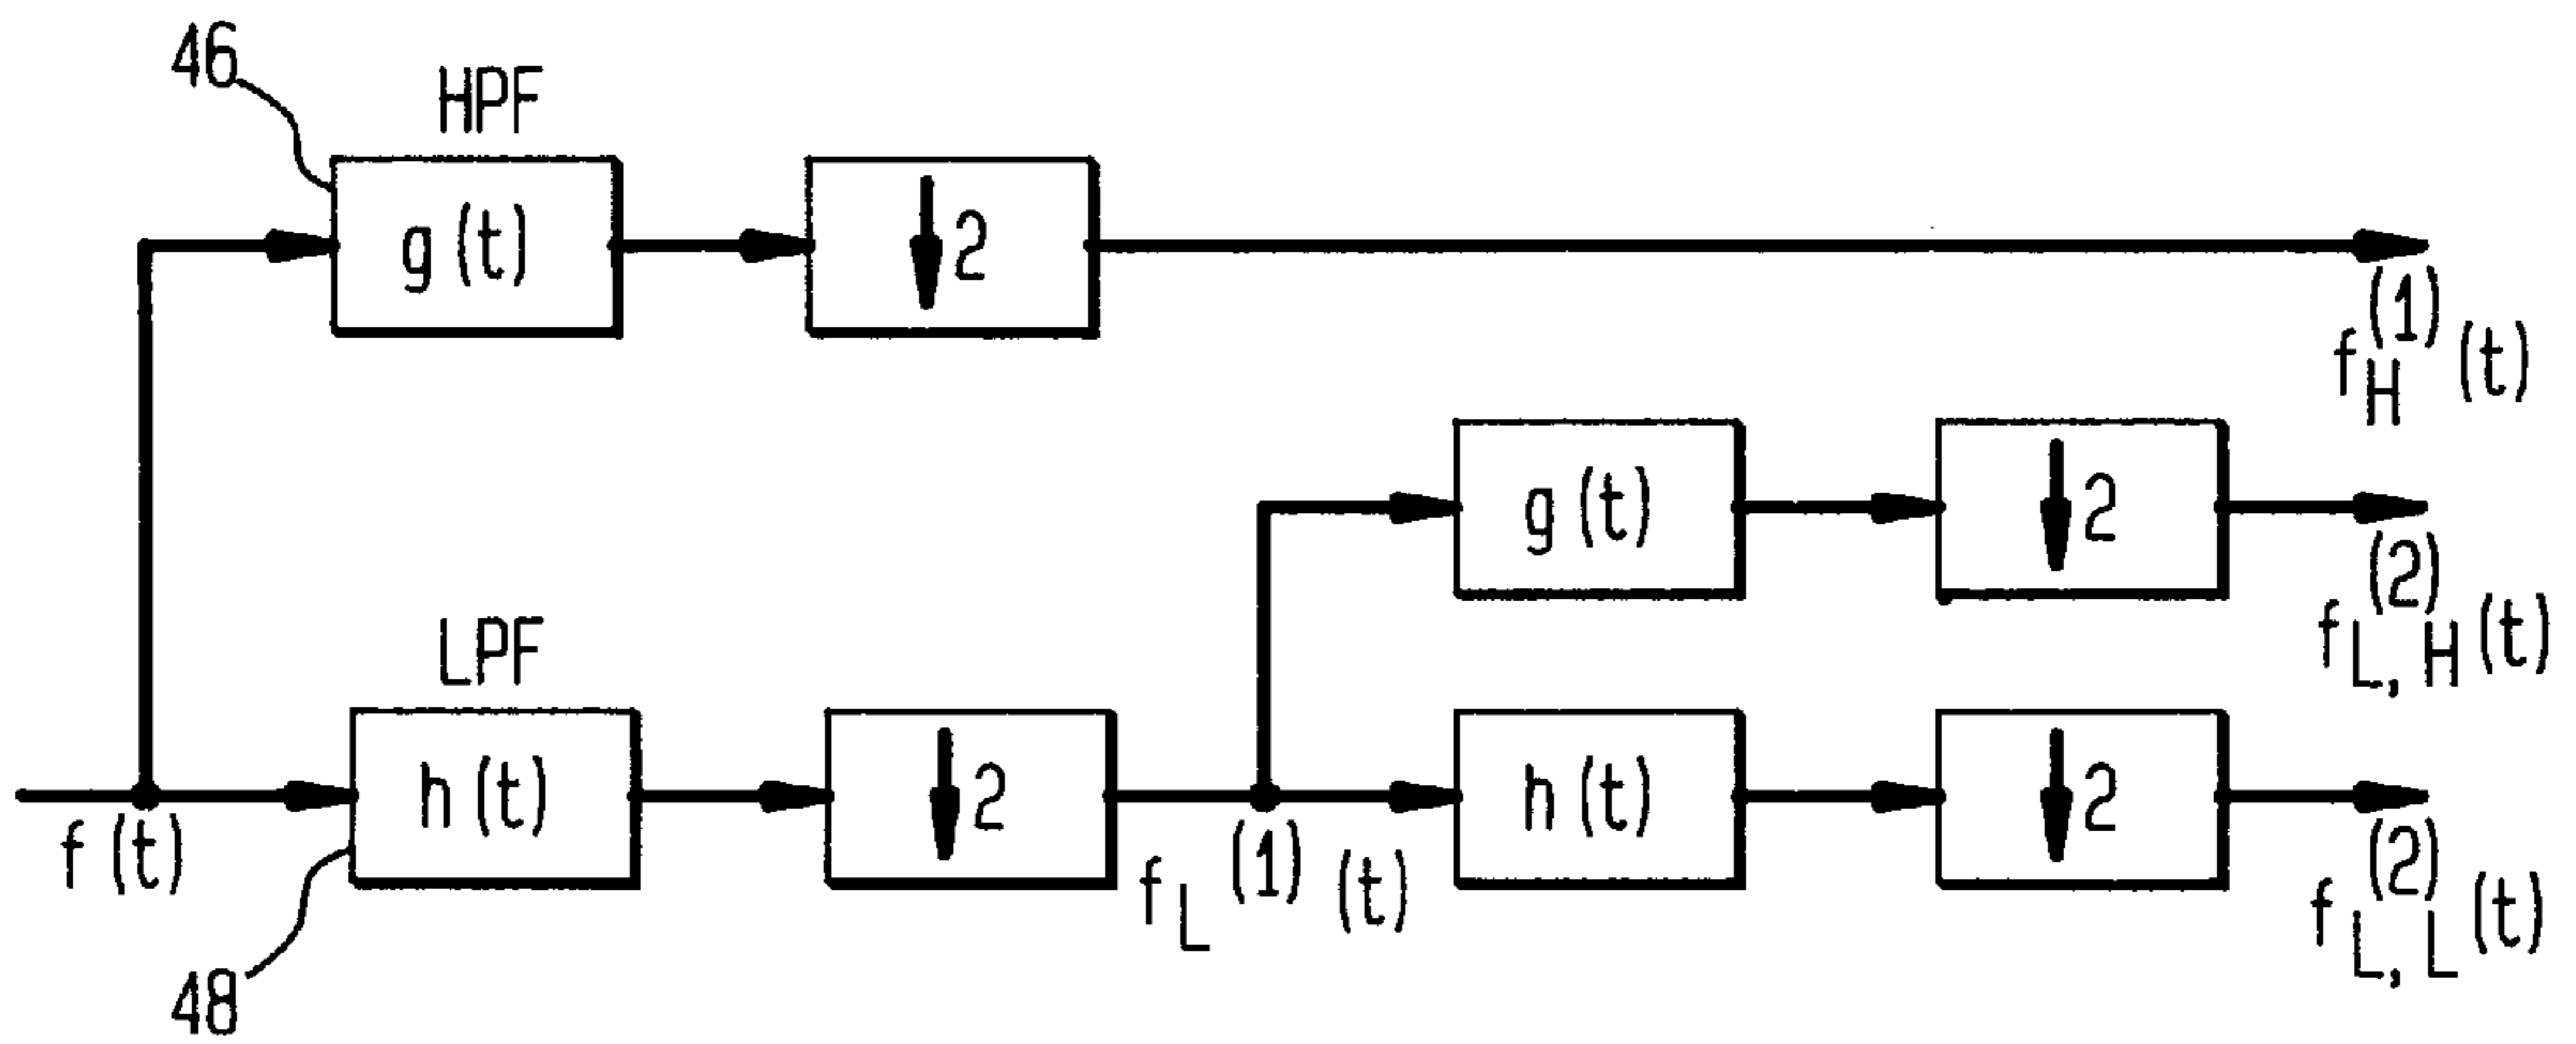 46
HPF
g(t)
↓2
f_H^(1)(t)
g(t)
↓2
f_L,H^(2)(t)
LPF
h(t)
↓2
h(t)
↓2
f(t)
f_L^(1)(t)
f_L,L^(2)(t)
48